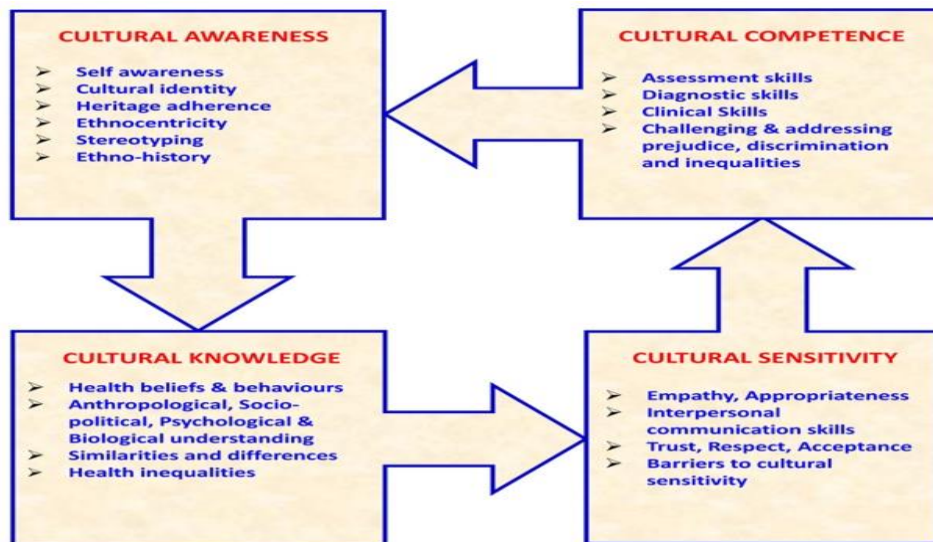 CULTURAL AWARENESS
➢ Self awareness
➢ Cultural identity
➢ Heritage adherence
➢ Ethnocentricity
➢ Stereotyping
➢ Ethno-history
CULTURAL COMPETENCE
➢ Assessment skills
➢ Diagnostic skills
➢ Clinical Skills
➢ Challenging & addressing
prejudice, discrimination
and inequalities
CULTURAL KNOWLEDGE
➢ Health beliefs & behaviours
➢ Anthropological, Socio-
political, Psychological &
Biological understanding
➢ Similarities and differences
➢ Health inequalities
CULTURAL SENSITIVITY
➢ Empathy, Appropriateness
➢ Interpersonal
communication skills
➢ Trust, Respect, Acceptance
➢ Barriers to cultural
sensitivity